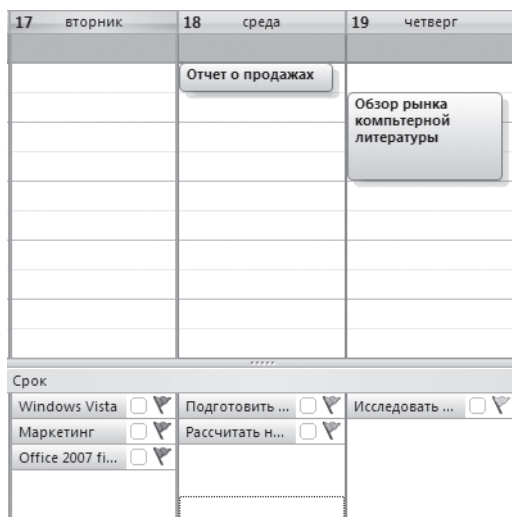 17 вторник 18 среда 19 четверг
Отчет о продажах
Обзор рынка
компьтерной
литературы
Срок
Windows Vista Подготовить ... Исследовать ...
Маркетинг Рассчитать н...
Office 2007 fi...